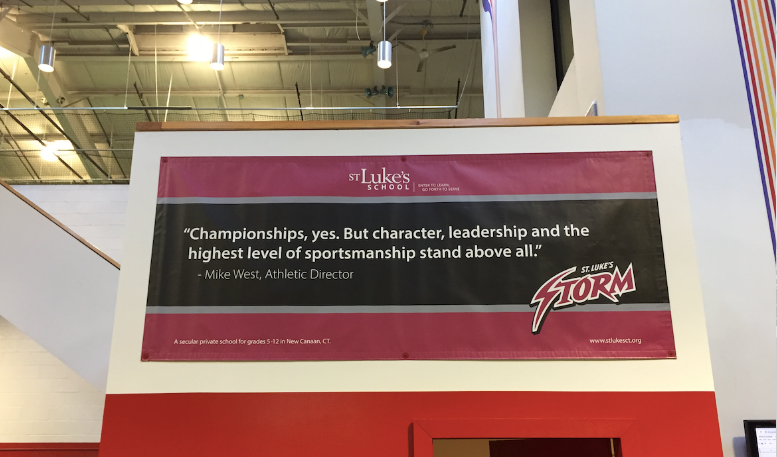 ST Luke's
SCHOOL
ENTER TO LEARN,
GO FORTH TO SERVE
“Championships, yes. But character, leadership and the
highest level of sportsmanship stand above all.”
- Mike West, Athletic Director
ST. LUKE'S
STORM
A secular private school for grades 5-12 in New Canaan, CT.
www.stlukesct.org